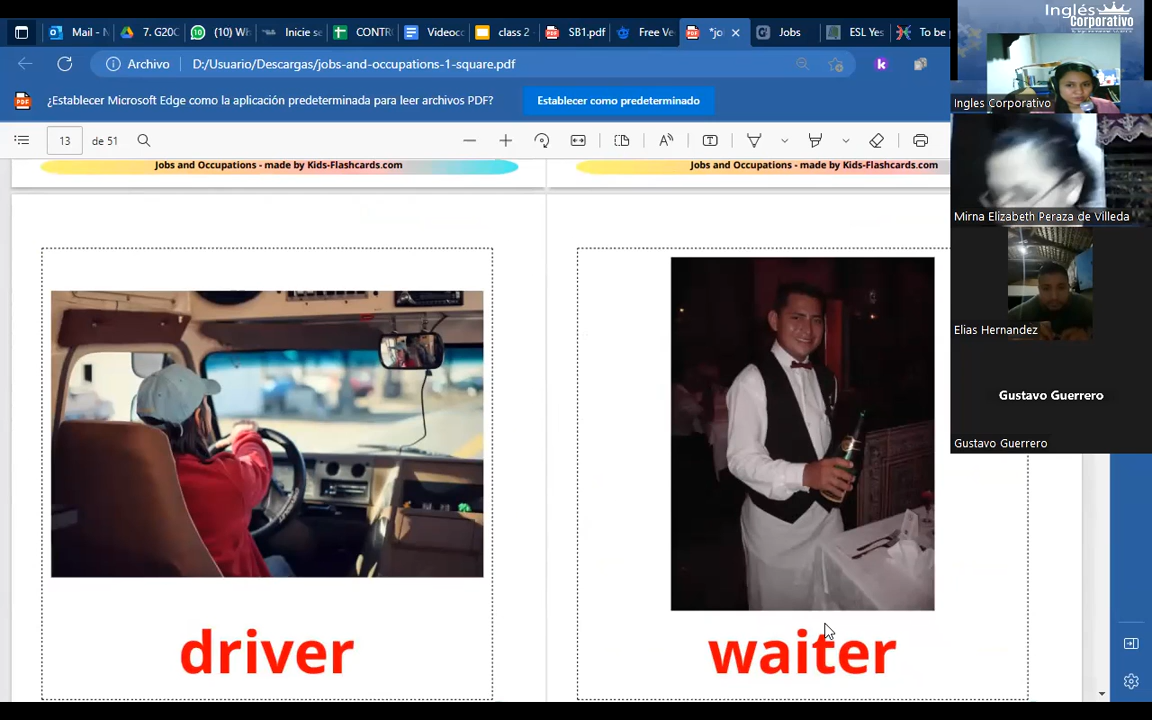 Mail - N
7. G20C
(10) Wh
Inicie se
CONTR
Videocc
class 2 -
SB1.pdf
Free Ve
*jo
Jobs
ESL Yes
To be p
Archivo
D:/Usuario/Descargas/jobs-and-occupations-1-square.pdf
¿Establecer Microsoft Edge como la aplicación predeterminada para leer archivos PDF?
Establecer como predeterminado
13 de 51
Jobs and Occupations - made by Kids-Flashcards.com
Jobs and Occupations - made by Kids-Flashcards.com
driver
waiter
Inglés
Corporativo
Ingles Corporativo
Mirna Elizabeth Peraza de Villeda
Elias Hernandez
Gustavo Guerrero
Gustavo Guerrero